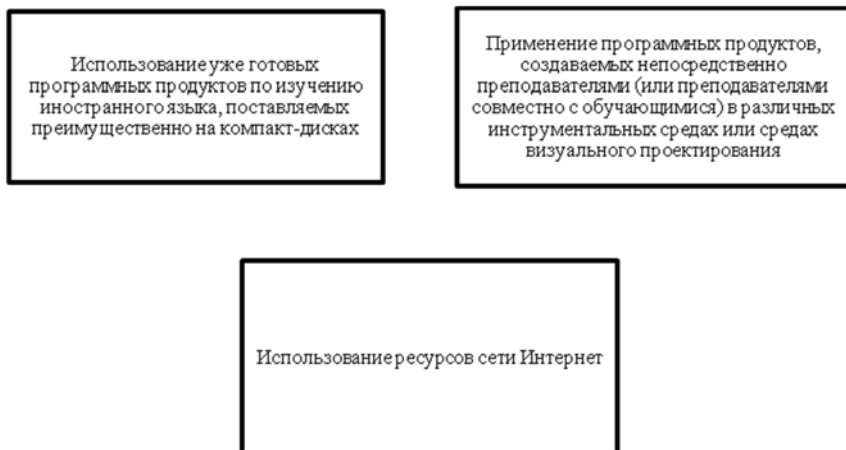 Использование уже готовых
программных продуктов по изучению
иностранного языка, поставляемых
преимущественно на компакт-дисках
Применение программных продуктов,
создаваемых непосредственно
преподавателями (или преподавателями
совместно с обучающимися) в различных
инструментальных средах или средах
визуального проектирования
Использование ресурсов сети Интернет